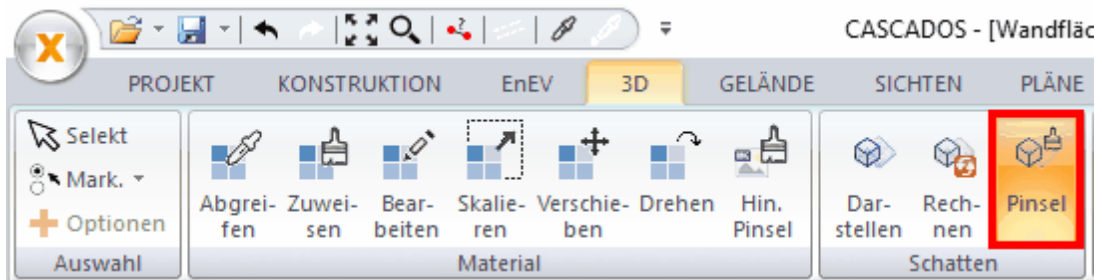 CASCADOS - [Wandfläc
PROJEKT KONSTRUKTION EnEV 3D GELÄNDE SICHTEN PLÄNE
Selekt
Mark.
Optionen
Auswahl
Abgrei- Zuwei- Bear- Skalie- Verschie- Drehen Hin.
fen sen beiten ren ben Pinsel
Material
Dar- Rech- Pinsel
stellen nen
Schatten